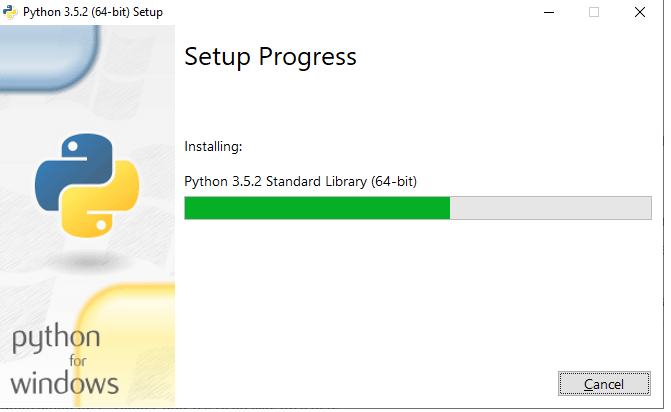 Python 3.5.2 (64-bit) Setup
Setup Progress
Installing:
Python 3.5.2 Standard Library (64-bit)
python
for
windows
Cancel